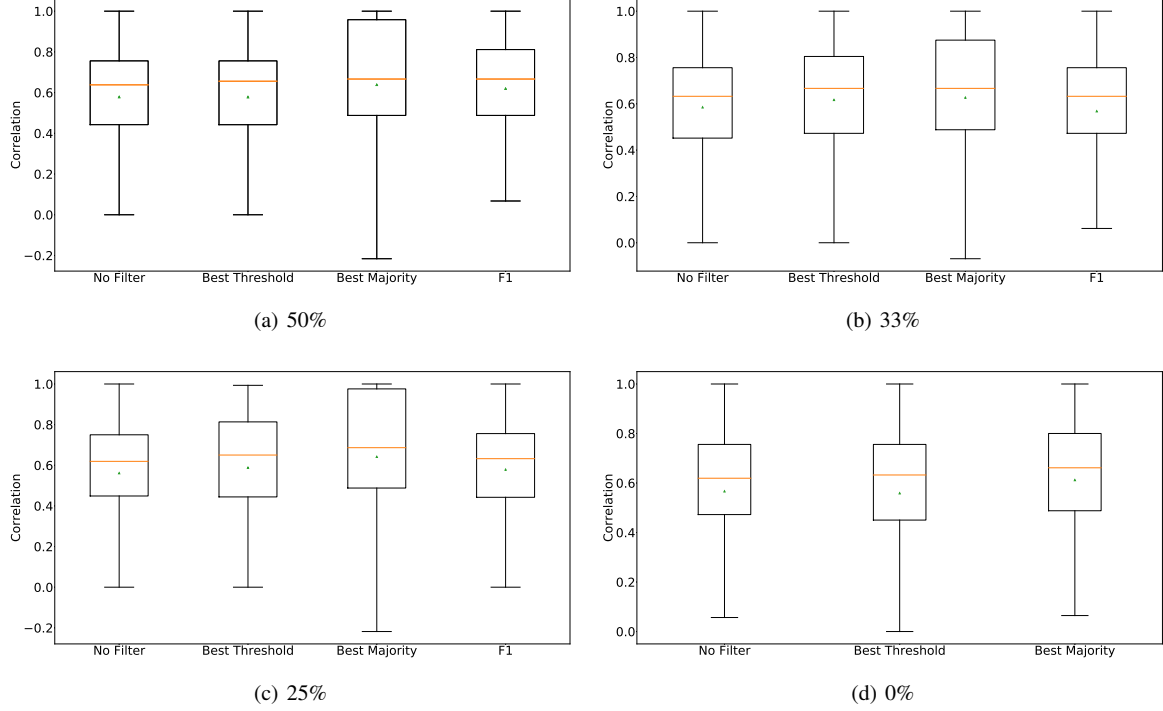 1.0
0.8
0.6
0.4
0.2
0.0
−0.2
Correlation
No Filter Best Threshold Best Majority F1
(a) 50%
1.0
0.8
0.6
0.4
0.2
0.0
Correlation
No Filter Best Threshold Best Majority F1
(b) 33%
1.0
0.8
0.6
0.4
0.2
0.0
−0.2
Correlation
No Filter Best Threshold Best Majority F1
(c) 25%
1.0
0.8
0.6
0.4
0.2
0.0
Correlation
No Filter Best Threshold Best Majority
(d) 0%